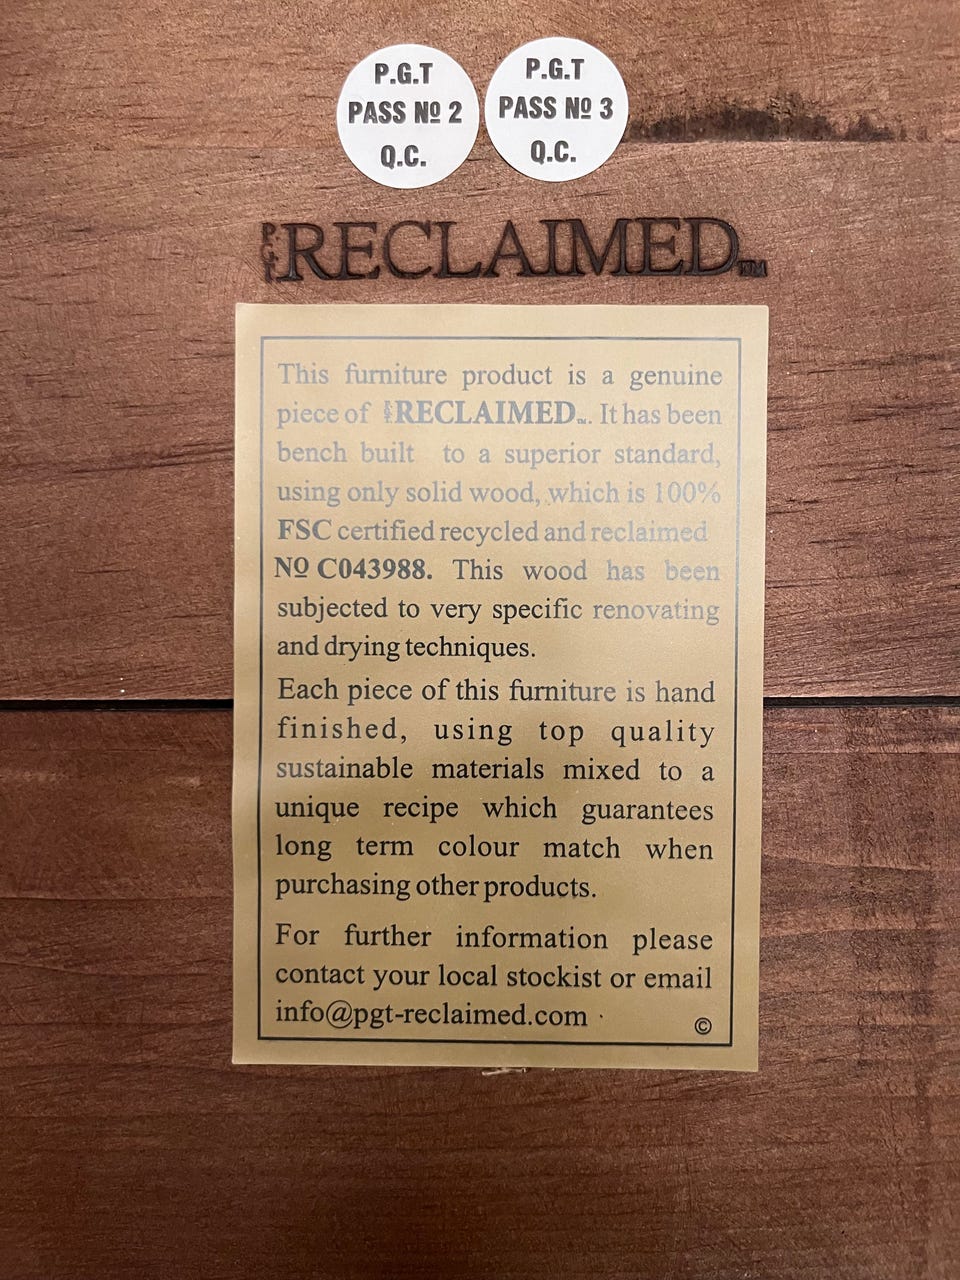 P.G.T
PASS Nº 2
Q.C.
P.G.T
PASS Nº 3
Q.C.
P.G.T RECLAIMED TM
This furniture product is a genuine
piece of PGT RECLAIMED TM. It has been
bench built to a superior standard,
using only solid wood, which is 100%
FSC certified recycled and reclaimed
Nº C043988. This wood has been
subjected to very specific renovating
and drying techniques.
Each piece of this furniture is hand
finished, using top quality
sustainable materials mixed to a
unique recipe which guarantees
long term colour match when
purchasing other products.
For further information please
contact your local stockist or email
info@pgt-reclaimed.com
©